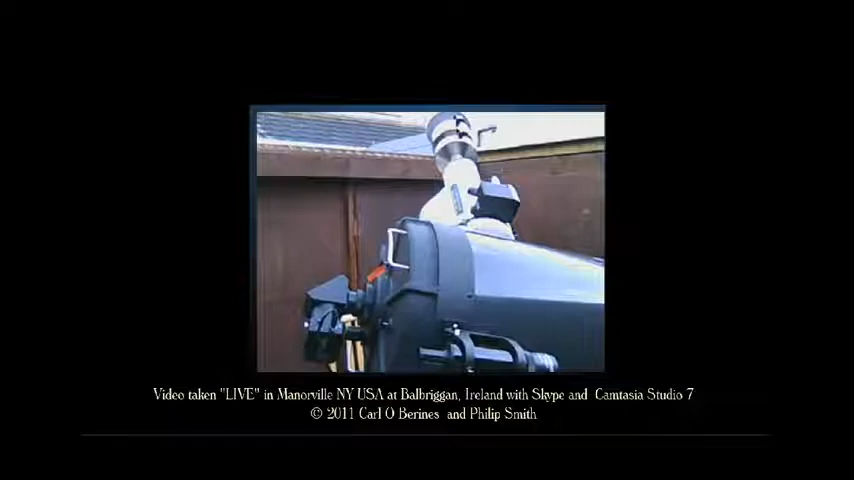 Video taken "LIVE" in Manorville NY USA at Balbriggan, Ireland with Skype and Camtasia Studio 7
© 2011 Carl O Berines and Philip Smith